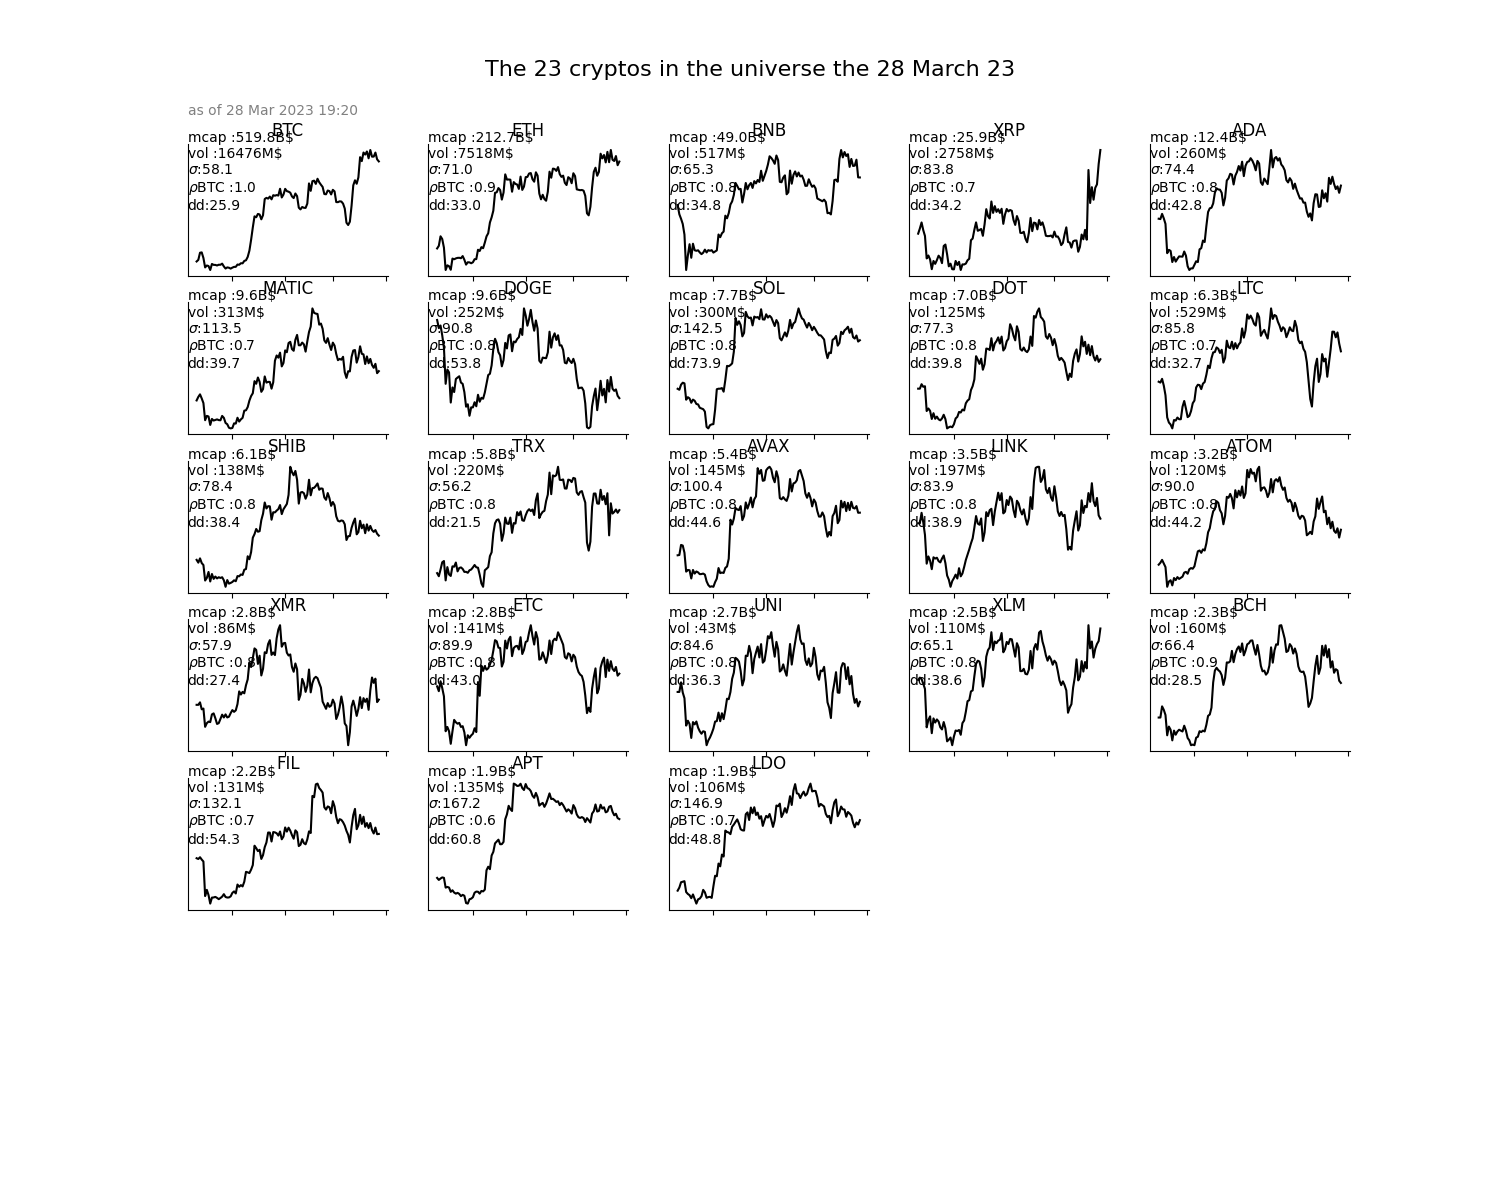 The 23 cryptos in the universe the 28 March 23
as of 28 Mar 2023 19:20
BTC
mcap :519.8B$
vol :16476M$
σ:58.1
ρBTC :1.0
dd:25.9
ETH
mcap :212.7B$
vol :7518M$
σ:71.0
ρBTC :0.9
dd:33.0
BNB
mcap :49.0B$
vol :517M$
σ:65.3
ρBTC :0.8
dd:34.8
XRP
mcap :25.9B$
vol :2758M$
σ:83.8
ρBTC :0.7
dd:34.2
ADA
mcap :12.4B$
vol :260M$
σ:74.4
ρBTC :0.8
dd:42.8
MATIC
mcap :9.6B$
vol :313M$
σ:113.5
ρBTC :0.7
dd:39.7
DOGE
mcap :9.6B$
vol :252M$
σ:90.8
ρBTC :0.8
dd:53.8
SOL
mcap :7.7B$
vol :300M$
σ:142.5
ρBTC :0.8
dd:73.9
DOT
mcap :7.0B$
vol :125M$
σ:77.3
ρBTC :0.8
dd:39.8
LTC
mcap :6.3B$
vol :529M$
σ:85.8
ρBTC :0.7
dd:32.7
SHIB
mcap :6.1B$
vol :138M$
σ:78.4
ρBTC :0.8
dd:38.4
TRX
mcap :5.8B$
vol :220M$
σ:56.2
ρBTC :0.8
dd:21.5
AVAX
mcap :5.4B$
vol :145M$
σ:100.4
ρBTC :0.8
dd:44.6
LINK
mcap :3.5B$
vol :197M$
σ:83.9
ρBTC :0.8
dd:38.9
ATOM
mcap :3.2B$
vol :120M$
σ:90.0
ρBTC :0.8
dd:44.2
XMR
mcap :2.8B$
vol :86M$
σ:57.9
ρBTC :0.8
dd:27.4
ETC
mcap :2.8B$
vol :141M$
σ:89.9
ρBTC :0.8
dd:43.0
UNI
mcap :2.7B$
vol :43M$
σ:84.6
ρBTC :0.8
dd:36.3
XLM
mcap :2.5B$
vol :110M$
σ:65.1
ρBTC :0.8
dd:38.6
BCH
mcap :2.3B$
vol :160M$
σ:66.4
ρBTC :0.9
dd:28.5
FIL
mcap :2.2B$
vol :131M$
σ:132.1
ρBTC :0.7
dd:54.3
APT
mcap :1.9B$
vol :135M$
σ:167.2
ρBTC :0.6
dd:60.8
LDO
mcap :1.9B$
vol :106M$
σ:146.9
ρBTC :0.7
dd:48.8